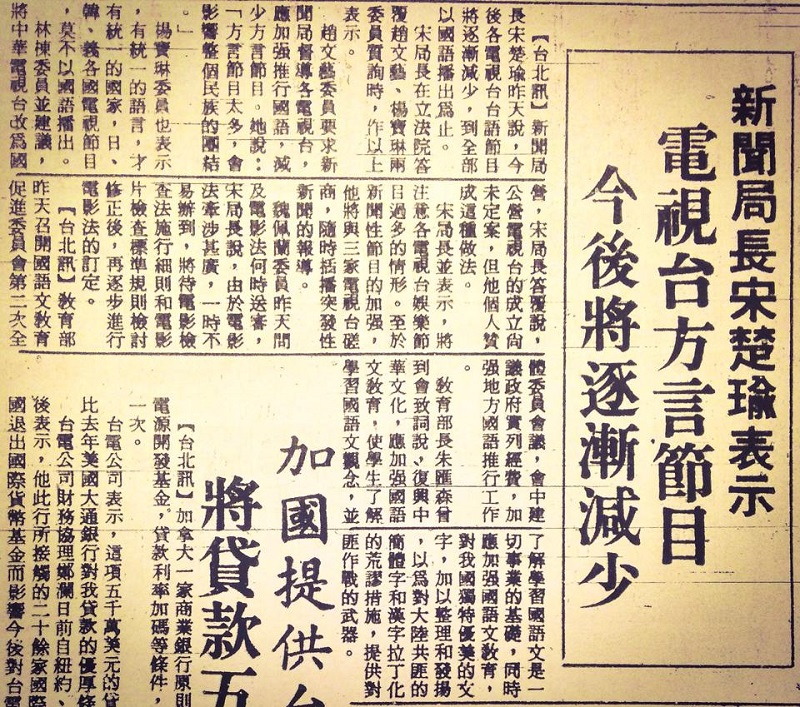 新聞局長宋楚瑜表示
電視台方言節目
今後將逐漸減少
【台北訊】新聞局
長宋楚瑜昨天說，今
後各電視台台語節目
將逐漸減少，到全部
以國語播出爲止。
宋局長在立法院答
覆趙文藝、楊寶琳兩
委員質詢時，作以上
表示。
趙文藝委員要求新
聞局督導各電視台，
應加强推行國語，減
少方言節目。她說：
「方言節目太多，會
影響整個民族的團結
。」
楊寶琳委員也表示
，有統一的語言，才
有統一的國家，日、
韓、義各國電視節目
，莫不以國語播出。
林棟委員並建議，
將中華電視台改爲國
營，宋局長答覆說，
公營電視台的成立尙
未定案，但他個人贊
成這種做法。
宋局長並表示，將
注意各電視台娛樂節
目過多的情形。至於
新聞性節目的加强，
他將與三家電視台磋
商，隨時插播突發性
新聞的報導。
魏佩蘭委員昨天問
及電影法何時送審，
宋局長說，由於電影
法牽涉甚廣，一時不
易辦到，將待電影檢
查法施行細則和電影
片檢查標準規則檢討
修正後，再逐步進行
電影法的訂定。
【台北訊】敎育部
昨天召開國語文敎育
促進委員會第二次全
體委員會議，會中建
議政府寬列經費，加
强地方國語推行工作
。
敎育部長朱匯森曾
到會致詞說，復興中
華文化，應加强國語
文敎育，使學生了解
學習國語文觀念，並
了解學習國語文是一
切事業的基礎，同時
應加强國語文敎育，
對我國獨特優美的文
字，加以整理和發揚
，以爲對大陸共匪的
簡體字和漢字拉丁化
的荒謬措施，提供對
匪作戰的武器。
加國提供台
將貸款五
【台北訊】加拿大一家商業銀行原則
電源開發基金。貸款利率加碼等條件，
一次。
台電公司表示，這項五千萬美元的貸
比去年美國大通銀行對我貸款的優厚條
台電公司財務協理鄭瀾日前自紐約、
後表示，他此行所接觸的二十餘家國際
國退出國際貨幣基金而影響今後對台電